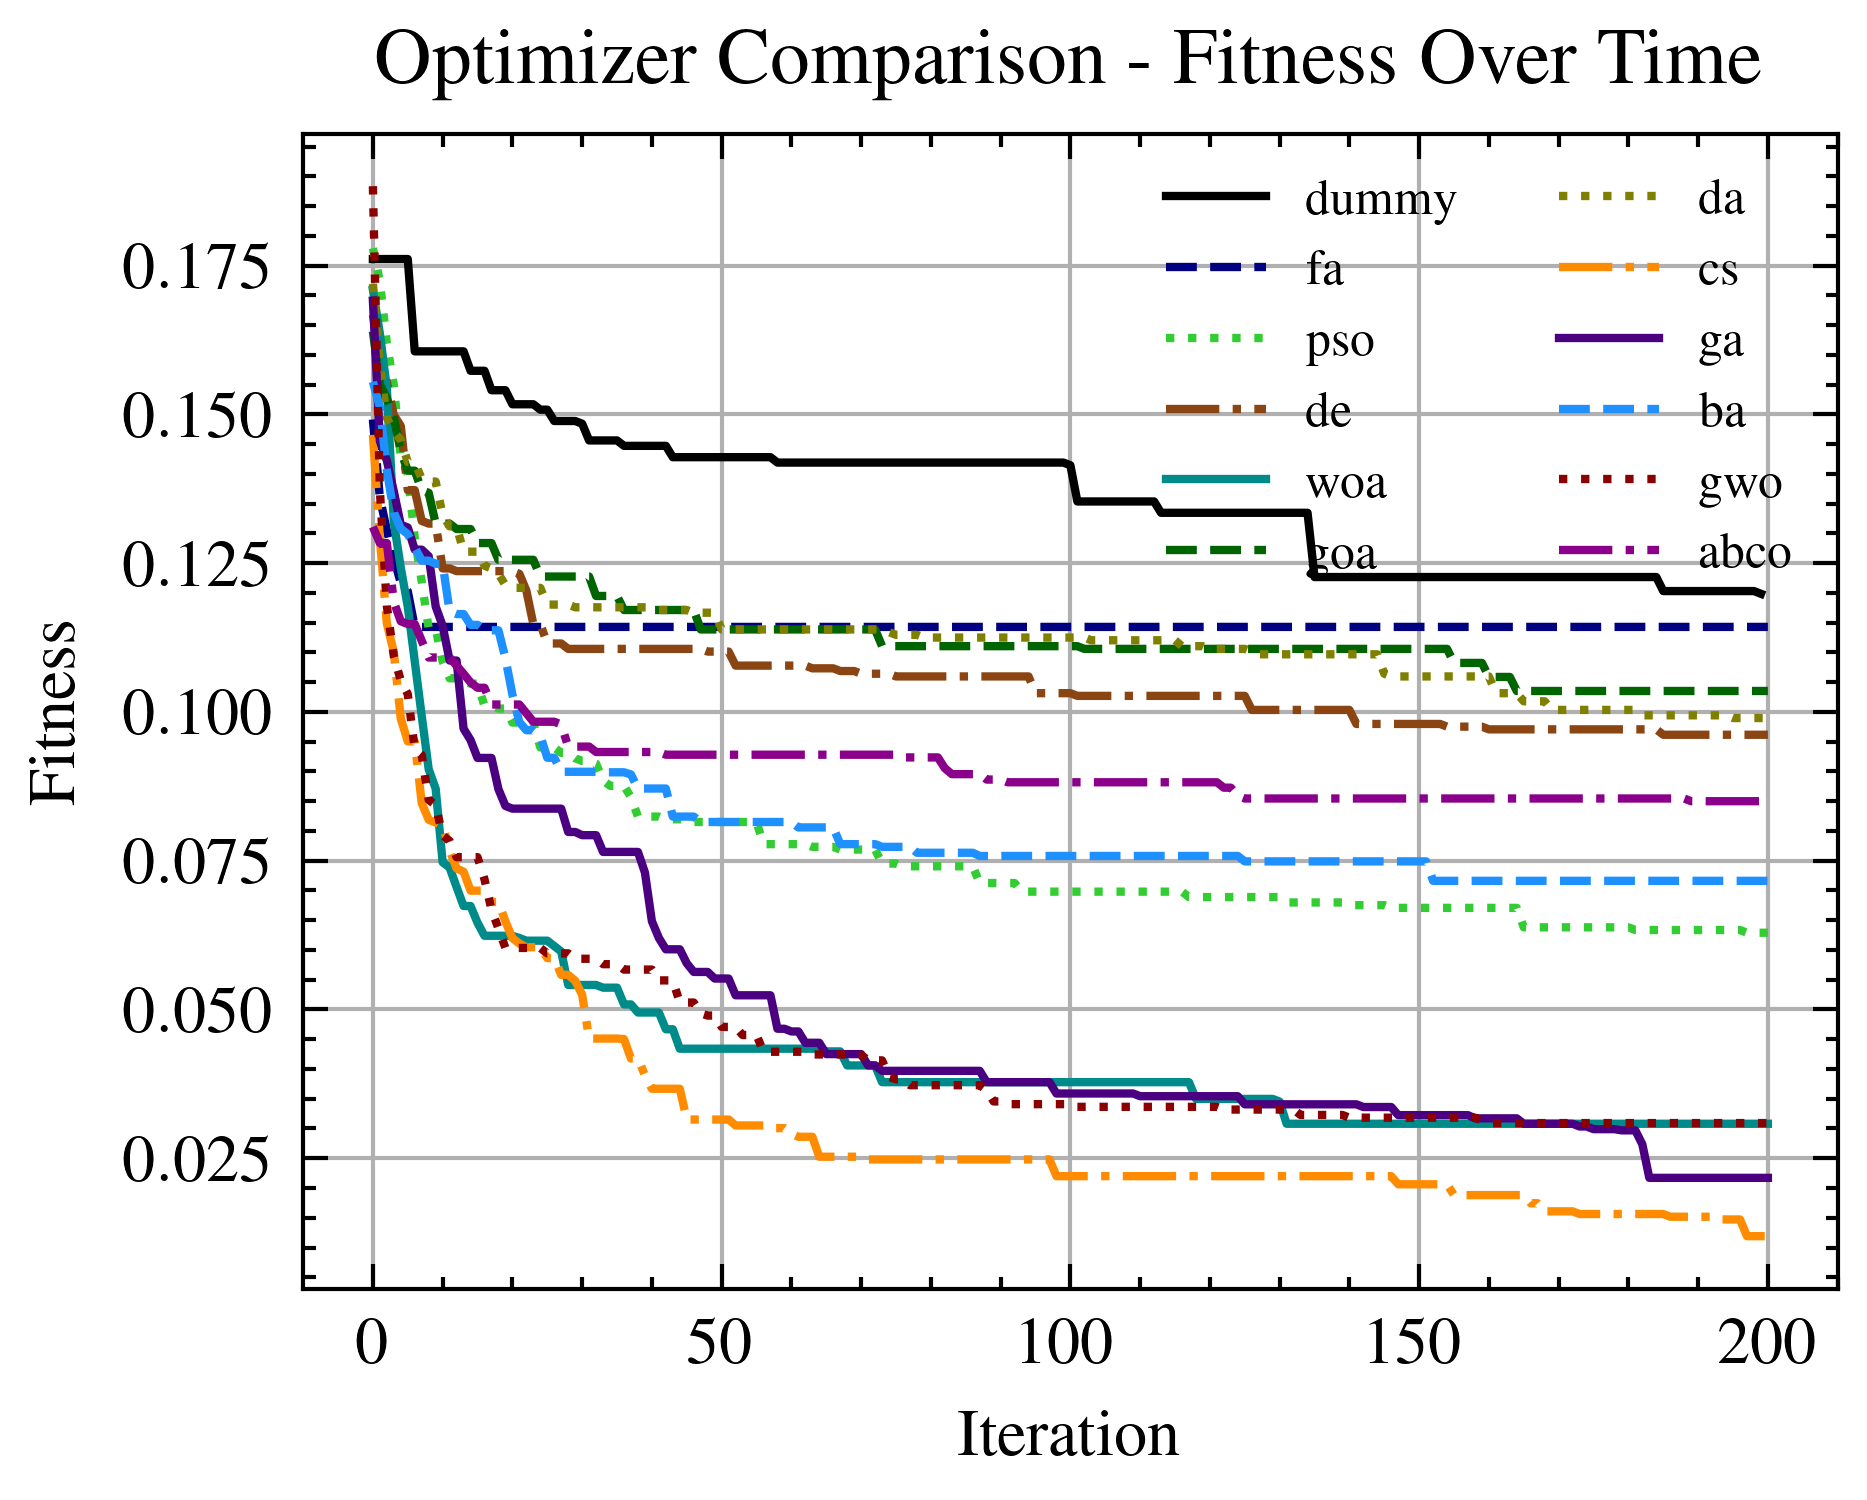 Optimizer Comparison - Fitness Over Time
Fitness
0.175
0.150
0.125
0.100
0.075
0.050
0.025
dummy
fa
pso
de
woa
goa
da
cs
ga
ba
gwo
abco
0 50 100 150 200
Iteration